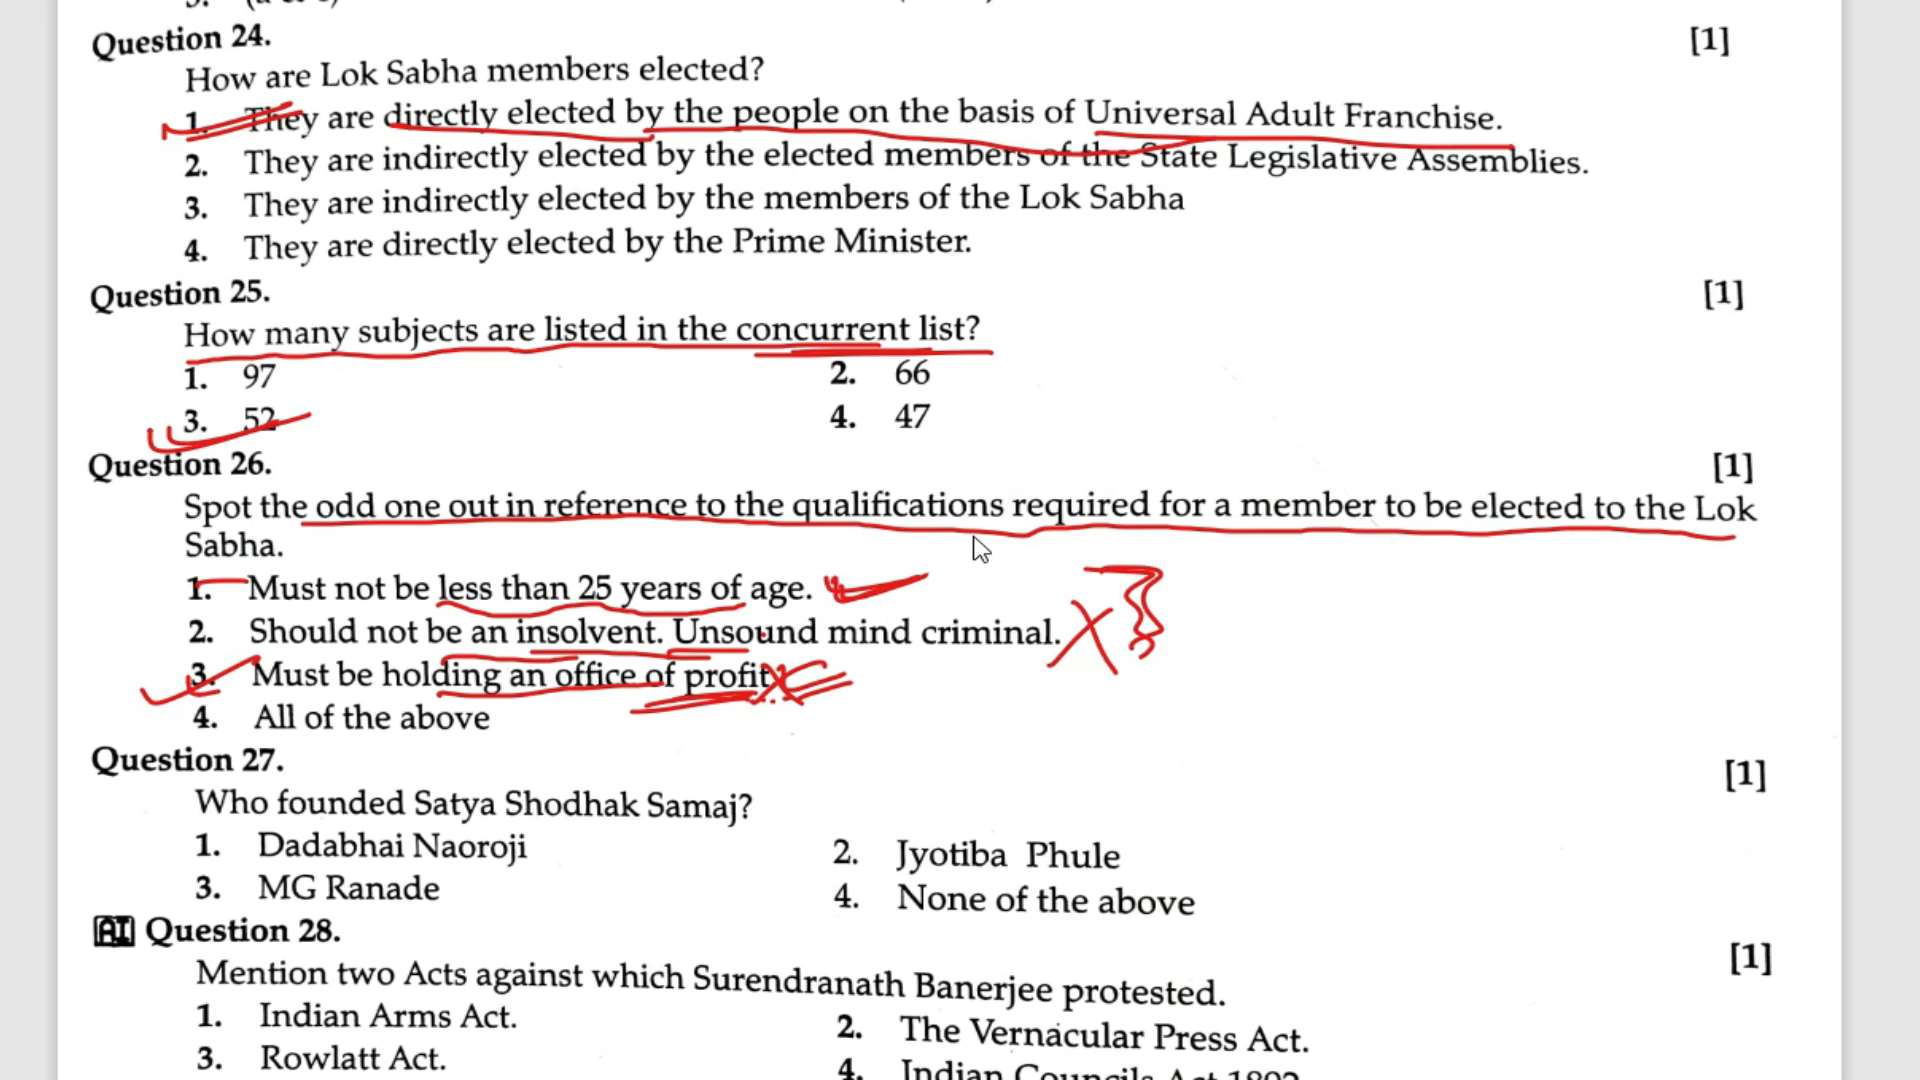 Question 24. [1]
How are Lok Sabha members elected?
1. They are directly elected by the people on the basis of Universal Adult Franchise.
2. They are indirectly elected by the elected members of the State Legislative Assemblies.
3. They are indirectly elected by the members of the Lok Sabha
4. They are directly elected by the Prime Minister.
Question 25. [1]
How many subjects are listed in the concurrent list?
1. 97 2. 66
3. 52 4. 47
Question 26. [1]
Spot the odd one out in reference to the qualifications required for a member to be elected to the Lok
Sabha.
1. Must not be less than 25 years of age.
2. Should not be an insolvent. Unsound mind criminal.
3. Must be holding an office of profit
4. All of the above
Question 27. [1]
Who founded Satya Shodhak Samaj?
1. Dadabhai Naoroji 2. Jyotiba Phule
3. MG Ranade 4. None of the above
AI Question 28. [1]
Mention two Acts against which Surendranath Banerjee protested.
1. Indian Arms Act. 2. The Vernacular Press Act.
3. Rowlatt Act. 4. Indian Councils Act